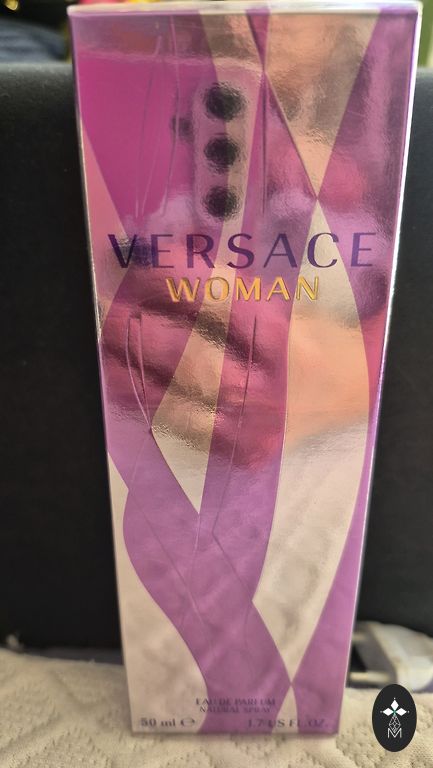 VERSACE
WOMAN
EAU DE PARFUM
NATURAL SPRAY
50 ml ℮ 1.7 US FL.OZ.